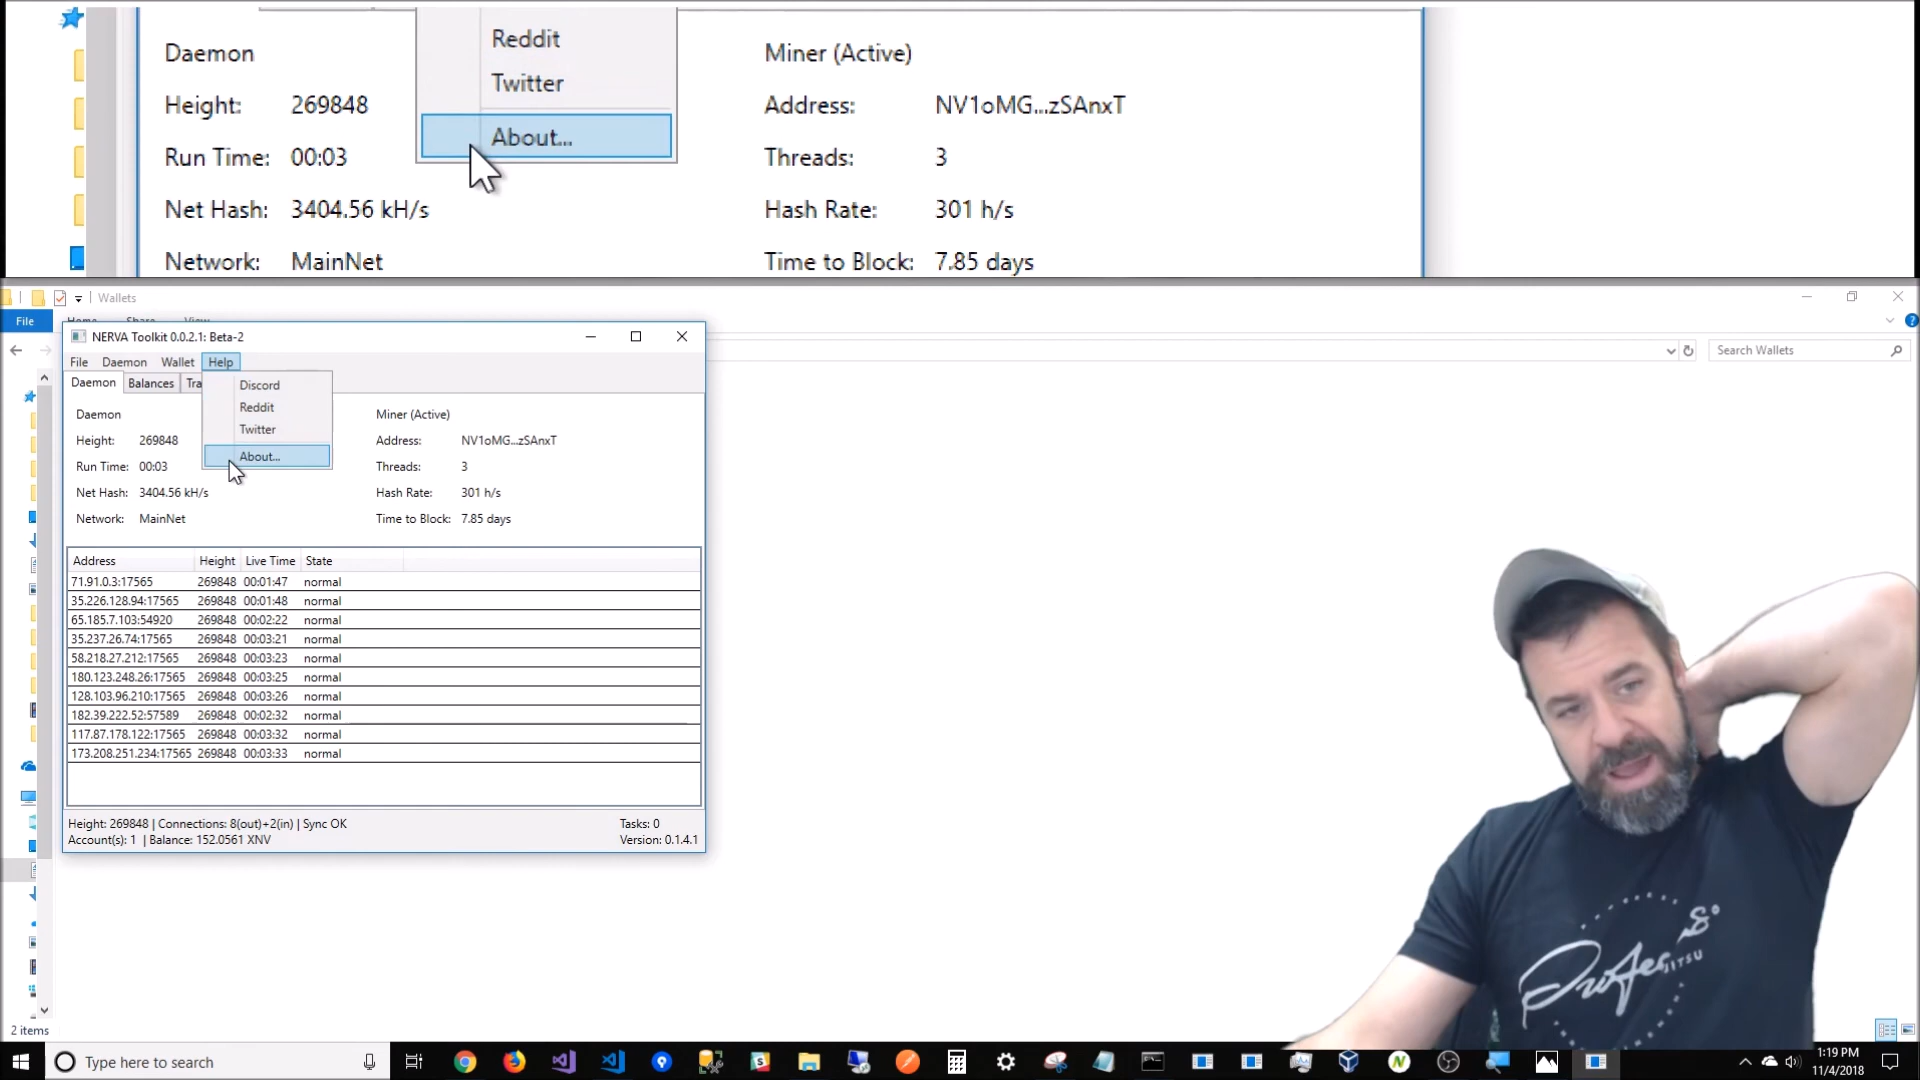 Reddit
Daemon
Miner (Active)
Twitter
Height: 269848
Address: NV1oMG...zSAnxT
About...
Run Time: 00:03
Threads: 3
Net Hash: 3404.56 kH/s
Hash Rate: 301 h/s
Network: MainNet
Time to Block: 7.85 days
Wallets
File
Home
Share
View
NERVA Toolkit 0.0.2.1: Beta-2
Search Wallets
File Daemon Wallet Help
Daemon Balances Tra
Discord
Reddit
Twitter
About...
Daemon
Miner (Active)
Height: 269848
Address: NV1oMG...zSAnxT
Run Time: 00:03
Threads: 3
Net Hash: 3404.56 kH/s
Hash Rate: 301 h/s
Network: MainNet
Time to Block: 7.85 days
Address Height Live Time State
71.91.0.3:17565 269848 00:01:47 normal
35.226.128.94:17565 269848 00:01:48 normal
65.185.7.103:54920 269848 00:02:22 normal
35.237.26.74:17565 269848 00:03:21 normal
58.218.27.212:17565 269848 00:03:23 normal
180.123.248.26:17565 269848 00:03:25 normal
128.103.96.210:17565 269848 00:03:26 normal
182.39.222.52:57589 269848 00:02:32 normal
117.87.178.122:17565 269848 00:03:32 normal
173.208.251.234:17565 269848 00:03:33 normal
Height: 269848 | Connections: 8(out)+2(in) | Sync OK
Tasks: 0
Account(s): 1 | Balance: 152.0561 XNV
Version: 0.1.4.1
JITSU
2 items
Type here to search
1:19 PM
11/4/2018